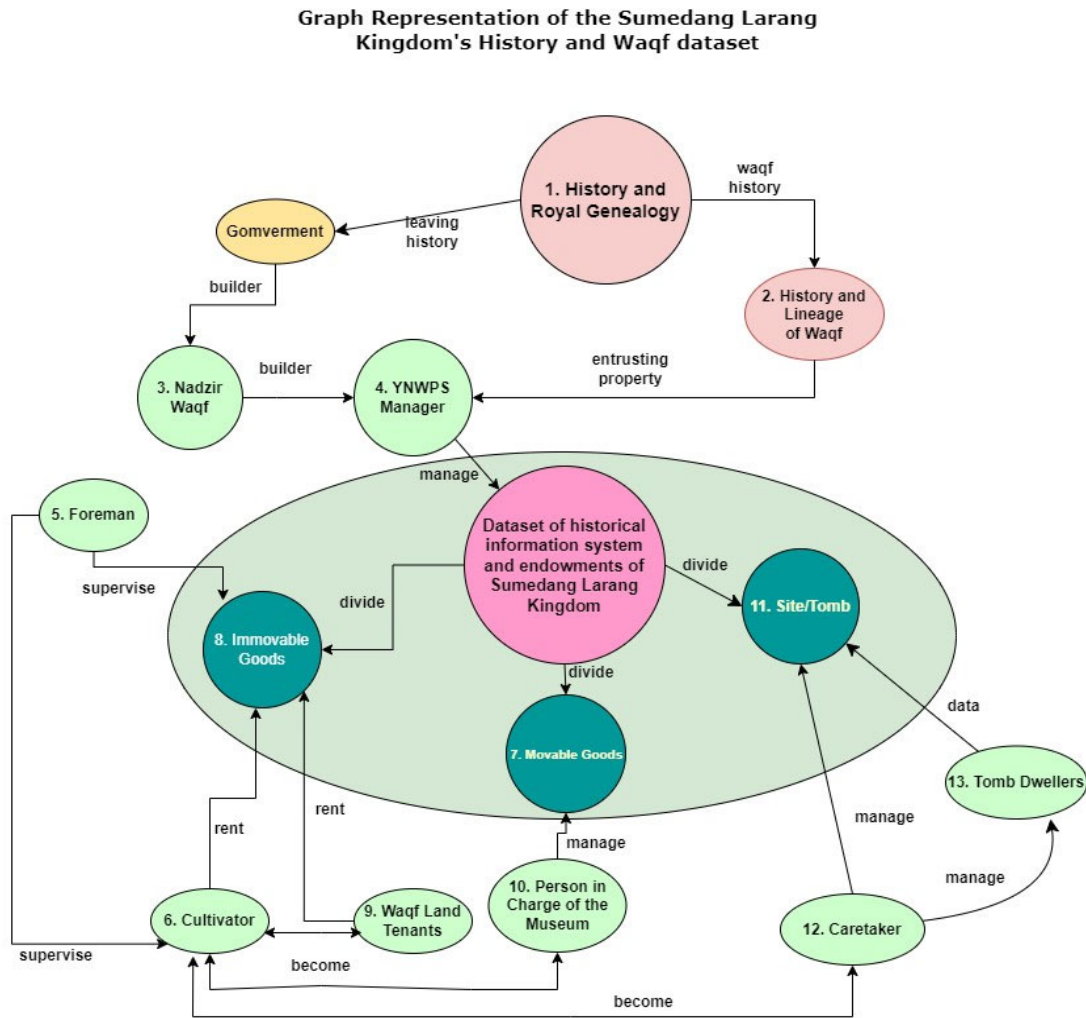 Graph Representation of the Sumedang Larang
Kingdom's History and Waqf dataset
1. History and
Royal Genealogy
waqf
history
leaving
history
Gomverment
builder
2. History and
Lineage
of Waqf
3. Nadzir
Waqf
builder
4. YNWPS
Manager
entrusting
property
manage
5. Foreman
supervise
Dataset of historical
information system
and endowments of
Sumedang Larang
Kingdom
divide
divide
divide
8. Immovable
Goods
11. Site/Tomb
7. Movable Goods
data
13. Tomb Dwellers
rent
rent
manage
manage
manage
6. Cultivator
9. Waqf Land
Tenants
10. Person in
Charge of the
Museum
12. Caretaker
supervise
become
become